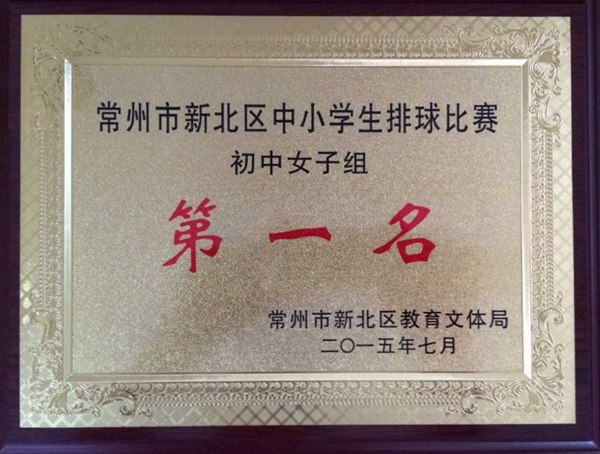 常州市新北区中小学生排球比赛
初中女子组
第一名
常州市新北区教育文体局
二〇一五年七月